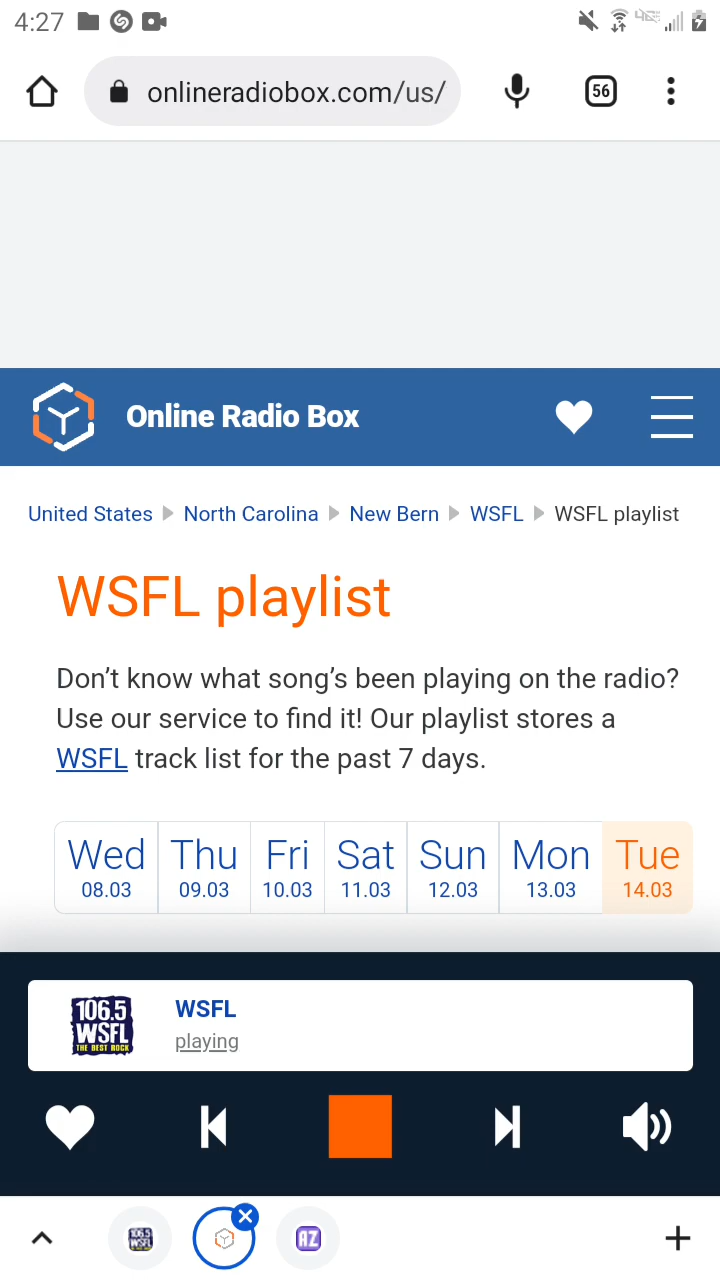 4:27
onlineradiobox.com/us/
56
Online Radio Box
United States North Carolina New Bern WSFL WSFL playlist
WSFL playlist
Don't know what song's been playing on the radio?
Use our service to find it! Our playlist stores a
WSFL track list for the past 7 days.
Wed Thu Fri Sat Sun Mon Tue
08.03 09.03 10.03 11.03 12.03 13.03 14.03
106.5
WSFL
THE BEST ROCK
WSFL
playing
106.5
WSFL
AZ